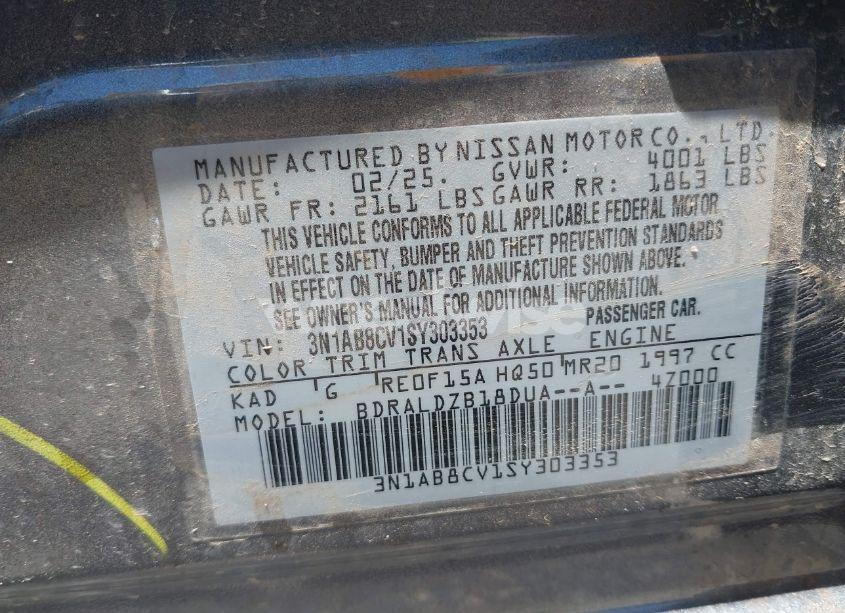 MANUFACTURED BY NISSAN MOTOR CO., LTD.
DATE: 02/25. GVWR: 4001 LBS
GAWR FR: 2161 LBS GAWR RR: 1863 LBS
THIS VEHICLE CONFORMS TO ALL APPLICABLE FEDERAL MOTOR
VEHICLE SAFETY, BUMPER AND THEFT PREVENTION STANDARDS
IN EFFECT ON THE DATE OF MANUFACTURE SHOWN ABOVE.
SEE OWNER'S MANUAL FOR ADDITIONAL INFORMATION.
VIN: 3N1AB8CV1SY303353 PASSENGER CAR.
COLOR TRIM TRANS AXLE ENGINE
KAD G RE0F15A HQ50 MR20 1997 CC
MODEL: BDRALDZB18DUA--A-- 4Z000
3N1AB8CV1SY303353